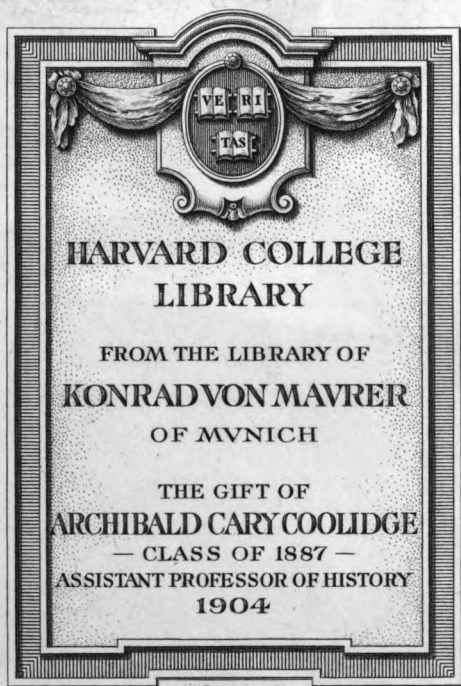 VE RI
TAS
HARVARD COLLEGE
LIBRARY
FROM THE LIBRARY OF
KONRAD VON MAVRER
OF MVNICH
THE GIFT OF
ARCHIBALD CARY COOLIDGE
— CLASS OF 1887 —
ASSISTANT PROFESSOR OF HISTORY
1904